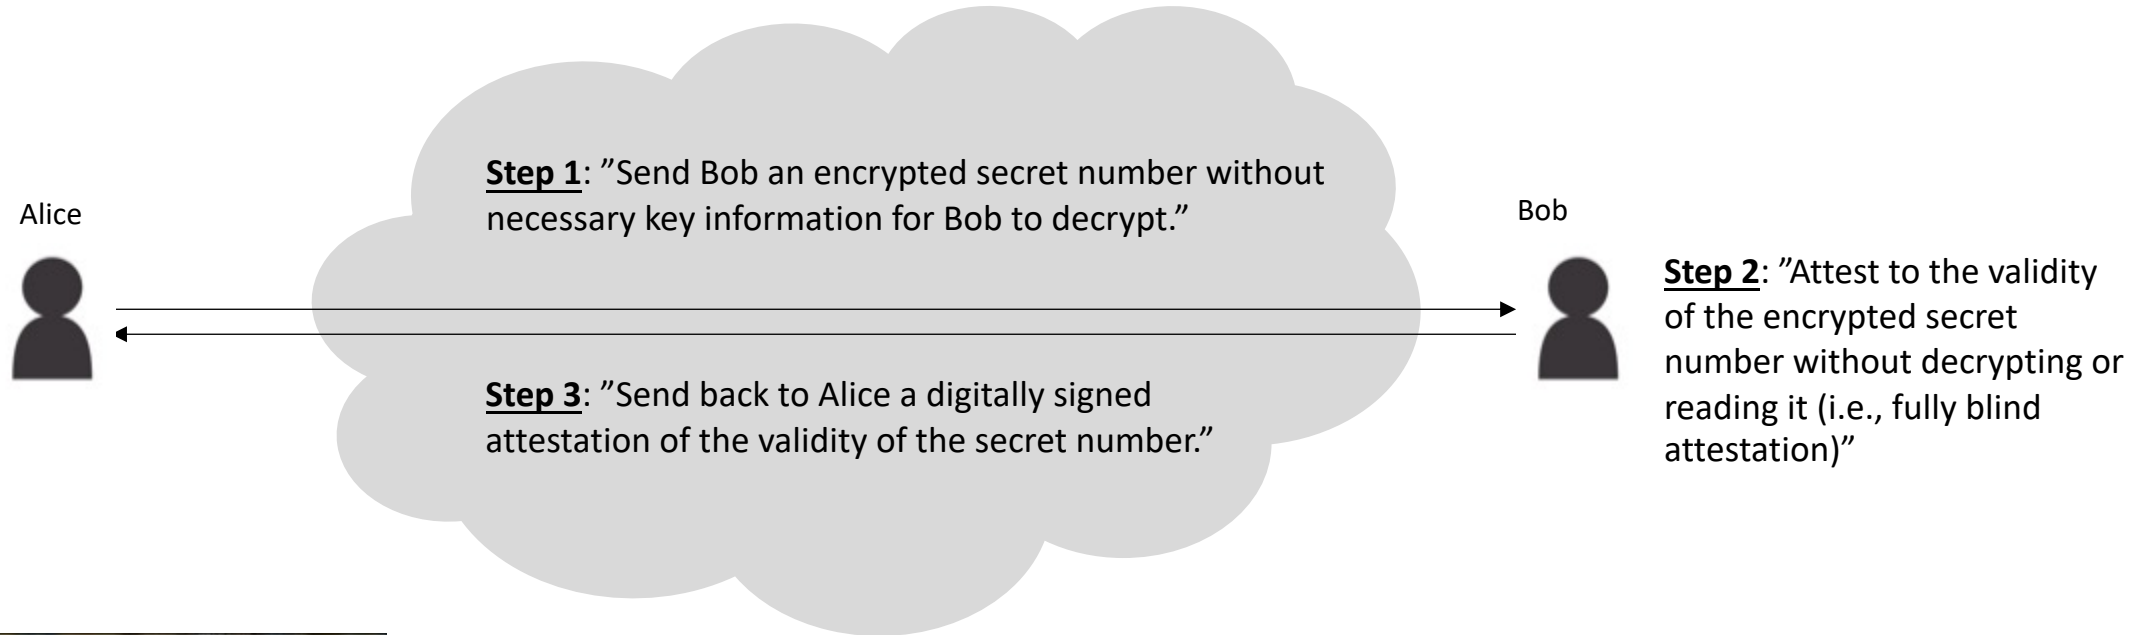 Step 1: ”Send Bob an encrypted secret number without
necessary key information for Bob to decrypt.”
Alice
Bob
Step 2: ”Attest to the validity
of the encrypted secret
number without decrypting or
reading it (i.e., fully blind
attestation)”
Step 3: ”Send back to Alice a digitally signed
attestation of the validity of the secret number.”